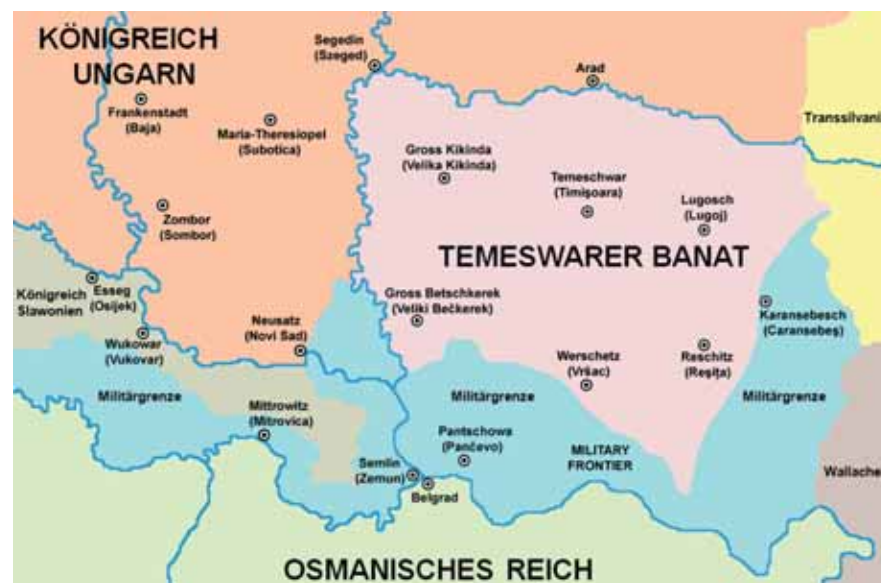 KÖNIGREICH
UNGARN
Segedin
(Szeged)
Arad
Frankenstadt
(Baja)
Maria-Theresiopel
(Subotica)
Transsilvani
Gross Kikinda
(Velika Kikinda)
Temeschwar
(Timişoara)
Lugosch
(Lugoj)
Zombor
(Sombor)
TEMESWARER BANAT
Königreich
Slawonien
Esseg
(Osijek)
Gross Betschkerek
(Veliki Bečkerek)
Karansebesch
(Caransebeş)
Neusatz
(Novi Sad)
Wukowar
(Vukovar)
Werschetz
(Vršac)
Reschitz
(Reşiţa)
Militärgrenze
Militärgrenze
Militärgrenze
Mittrowitz
(Mitrovica)
Pantschowa
(Pančevo)
MILITARY
FRONTIER
Semlin
(Zemun)
Belgrad
Wallache
OSMANISCHES REICH